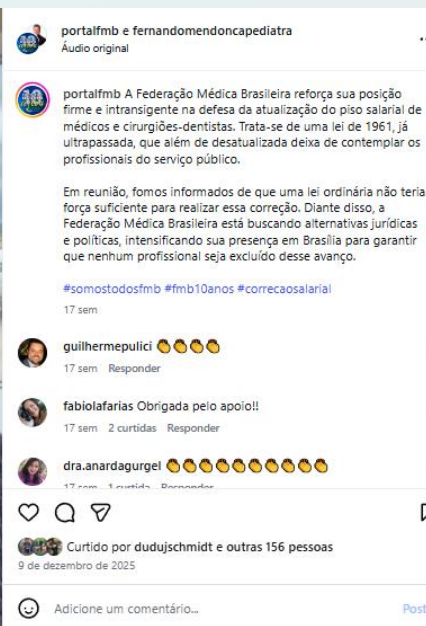 portalfmb e fernandomendoncapediatra
Áudio original
portalfmb A Federação Médica Brasileira reforça sua posição
firme e intransigente na defesa da atualização do piso salarial de
médicos e cirurgiões-dentistas. Trata-se de uma lei de 1961, já
ultrapassada, que além de desatualizada deixa de contemplar os
profissionais do serviço público.
Em reunião, fomos informados de que uma lei ordinária não teria
força suficiente para realizar essa correção. Diante disso, a
Federação Médica Brasileira está buscando alternativas jurídicas
e políticas, intensificando sua presença em Brasília para garantir
que nenhum profissional seja excluído desse avanço.
#somostodosfmb #fmb10anos #correcaosalarial
17 sem
guilhermepulici 👏👏👏👏
17 sem Responder
fabiolafarias Obrigada pelo apoio!!
17 sem 2 curtidas Responder
dra.anardagurgel 👏👏👏👏👏👏👏👏👏👏
17 sem 1 curtida Responder
Curtido por dudujschmidt e outras 156 pessoas
9 de dezembro de 2025
Adicione um comentário...
Post